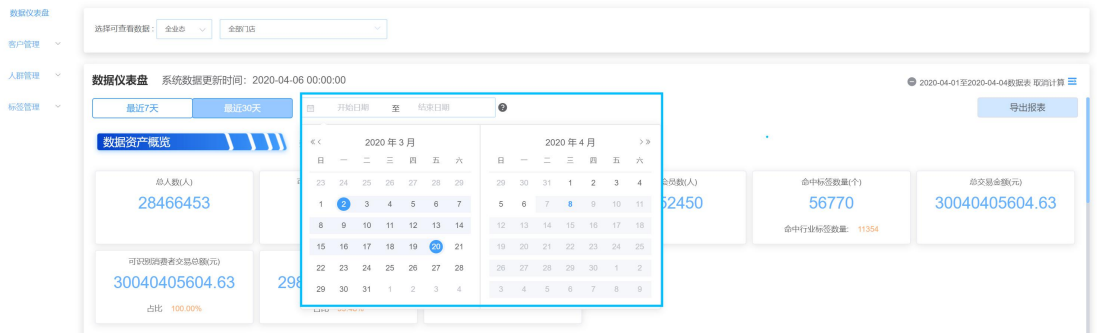 数据仪表盘
客户管理
人群管理
标签管理
选择可查看数据： 全业态 全部门店
数据仪表盘 系统数据更新时间：2020-04-06 00:00:00
2020-04-01至2020-04-04数据表 取消计算
最近7天 最近30天 开始日期 至 结束日期 ? 导出报表
数据资产概览
« < 2020 年 3 月 2020 年 4 月 > »
日 一 二 三 四 五 六 日 一 二 三 四 五 六
23 24 25 26 27 28 29 29 30 31 1 2 3 4
1 2 3 4 5 6 7 5 6 7 8 9 10 11
8 9 10 11 12 13 14 12 13 14 15 16 17 18
15 16 17 18 19 20 21 19 20 21 22 23 24 25
22 23 24 25 26 27 28 26 27 28 29 30 1 2
29 30 31 1 2 3 4 3 4 5 6 7 8 9
总人数(人)
28466453
员数(人)
52450
命中标签数量(个)
56770
命中行业标签数量: 11354
总交易金额(元)
30040405604.63
可识别消费者交易总额(元)
30040405604.63
占比 100.00%
298